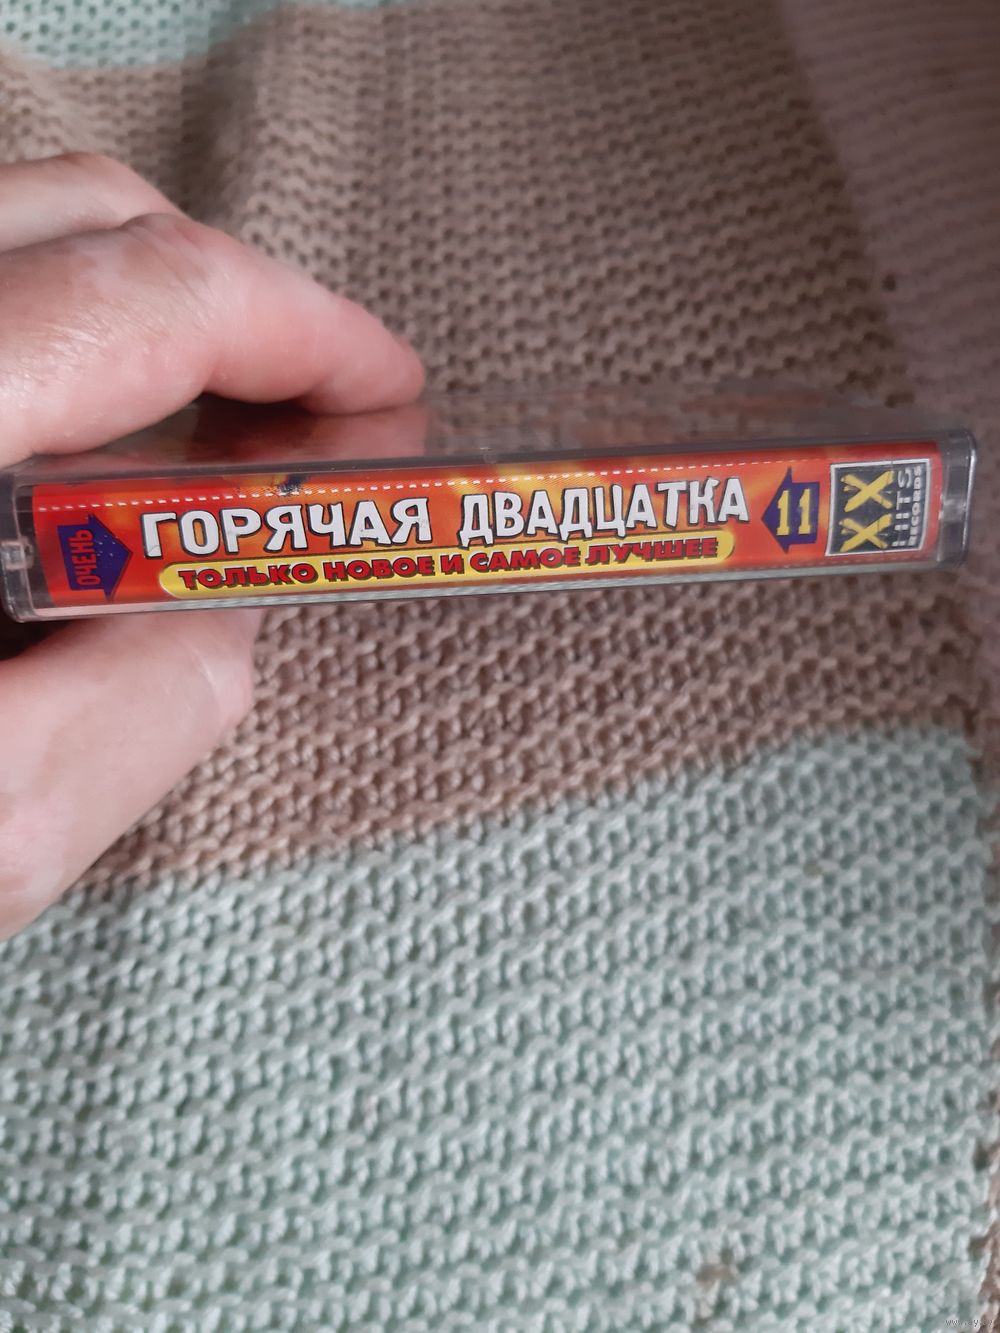 ОЧЕНЬ
ГОРЯЧАЯ ДВАДЦАТКА
ТОЛЬКО НОВОЕ И САМОЕ ЛУЧШЕЕ
11
XX
HITS
RECORDS